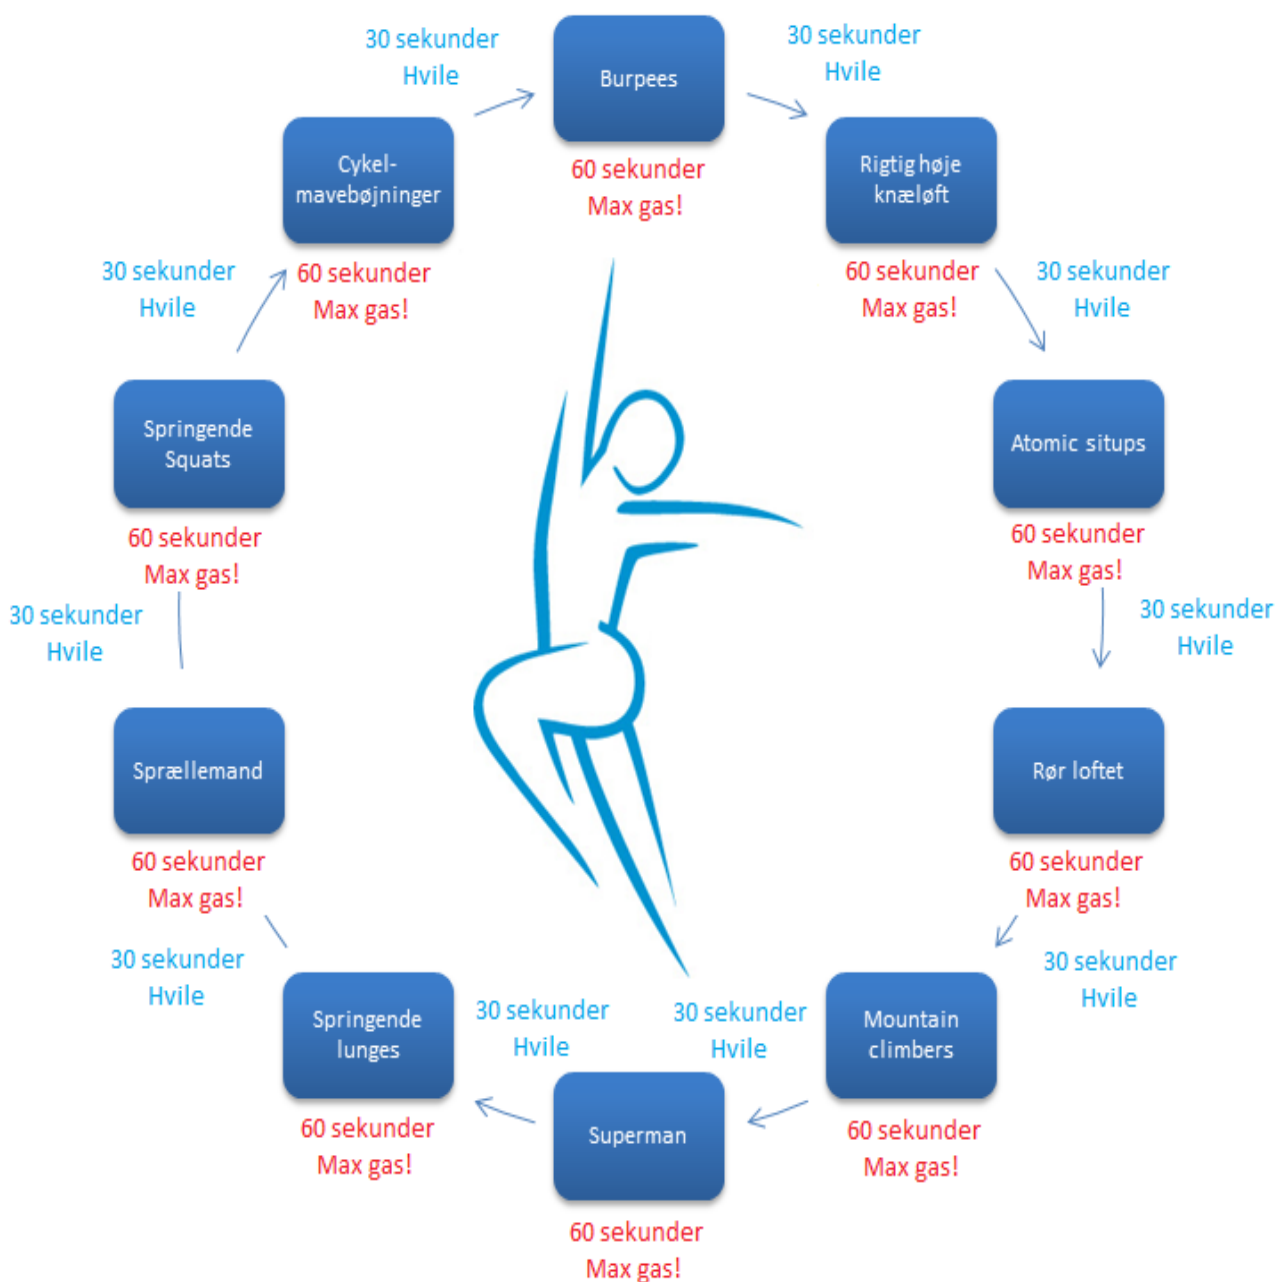 Burpees
60 sekunder
Max gas!
30 sekunder
Hvile
Rigtig høje
knæløft
60 sekunder
Max gas!
30 sekunder
Hvile
Atomic situps
60 sekunder
Max gas!
30 sekunder
Hvile
Rør loftet
60 sekunder
Max gas!
30 sekunder
Hvile
Mountain
climbers
60 sekunder
Max gas!
30 sekunder
Hvile
Superman
60 sekunder
Max gas!
30 sekunder
Hvile
Springende
lunges
60 sekunder
Max gas!
30 sekunder
Hvile
Sprællemand
60 sekunder
Max gas!
30 sekunder
Hvile
Springende
Squats
60 sekunder
Max gas!
30 sekunder
Hvile
Cykel-
mavebøjninger
60 sekunder
Max gas!
30 sekunder
Hvile